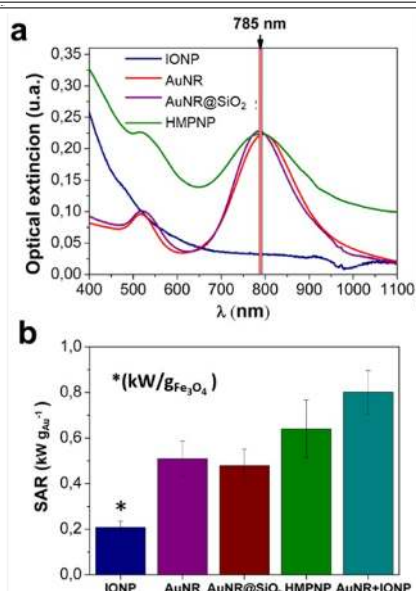 a
785 nm
0,35
0,30
0,25
0,20
0,15
0,10
0,05
0,00
Optical extincion (u.a.)
IONP
AuNR
AuNR@SiO₂ :
HMPNP
400 500 600 700 800 900 1000 1100
λ (nm)
b
1,0
0,8
0,6
0,4
0,2
0,0
SAR (kW gAu⁻¹)
*(kW/gFe₃O₄ )
*
IONP AuNR AuNR@SiO₂ HMPNP AuNR+IONP